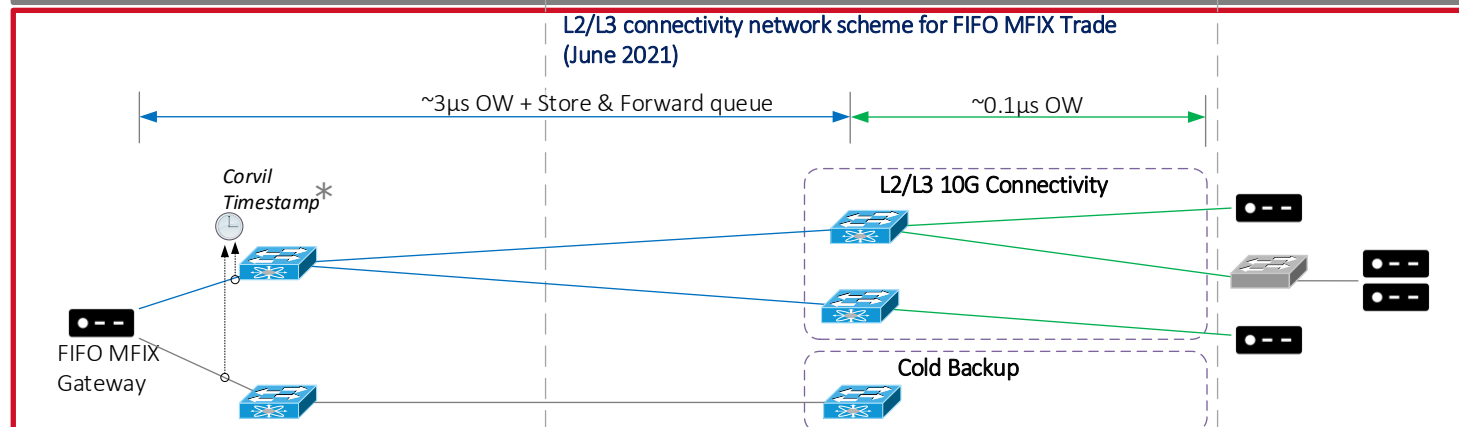 L2/L3 connectivity network scheme for FIFO MFIX Trade
(June 2021)
~3µs OW + Store & Forward queue
~0.1µs OW
Corvil
Timestamp*
L2/L3 10G Connectivity
FIFO MFIX
Gateway
Cold Backup